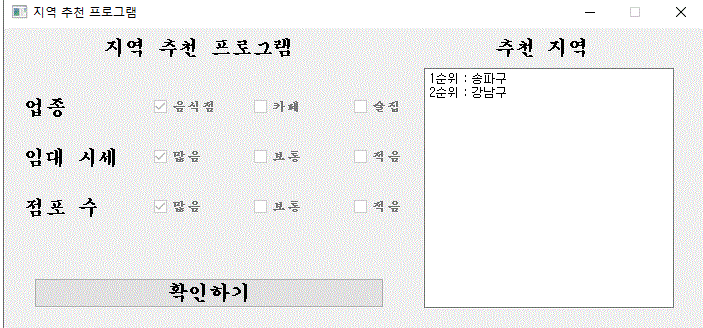 지역 추천 프로그램
지역 추천 프로그램
추천 지역
1순위 : 송파구
2순위 : 강남구
업종 음식점 카페 술집
임대 시세 많음 보통 적음
점포 수 많음 보통 적음
확인하기